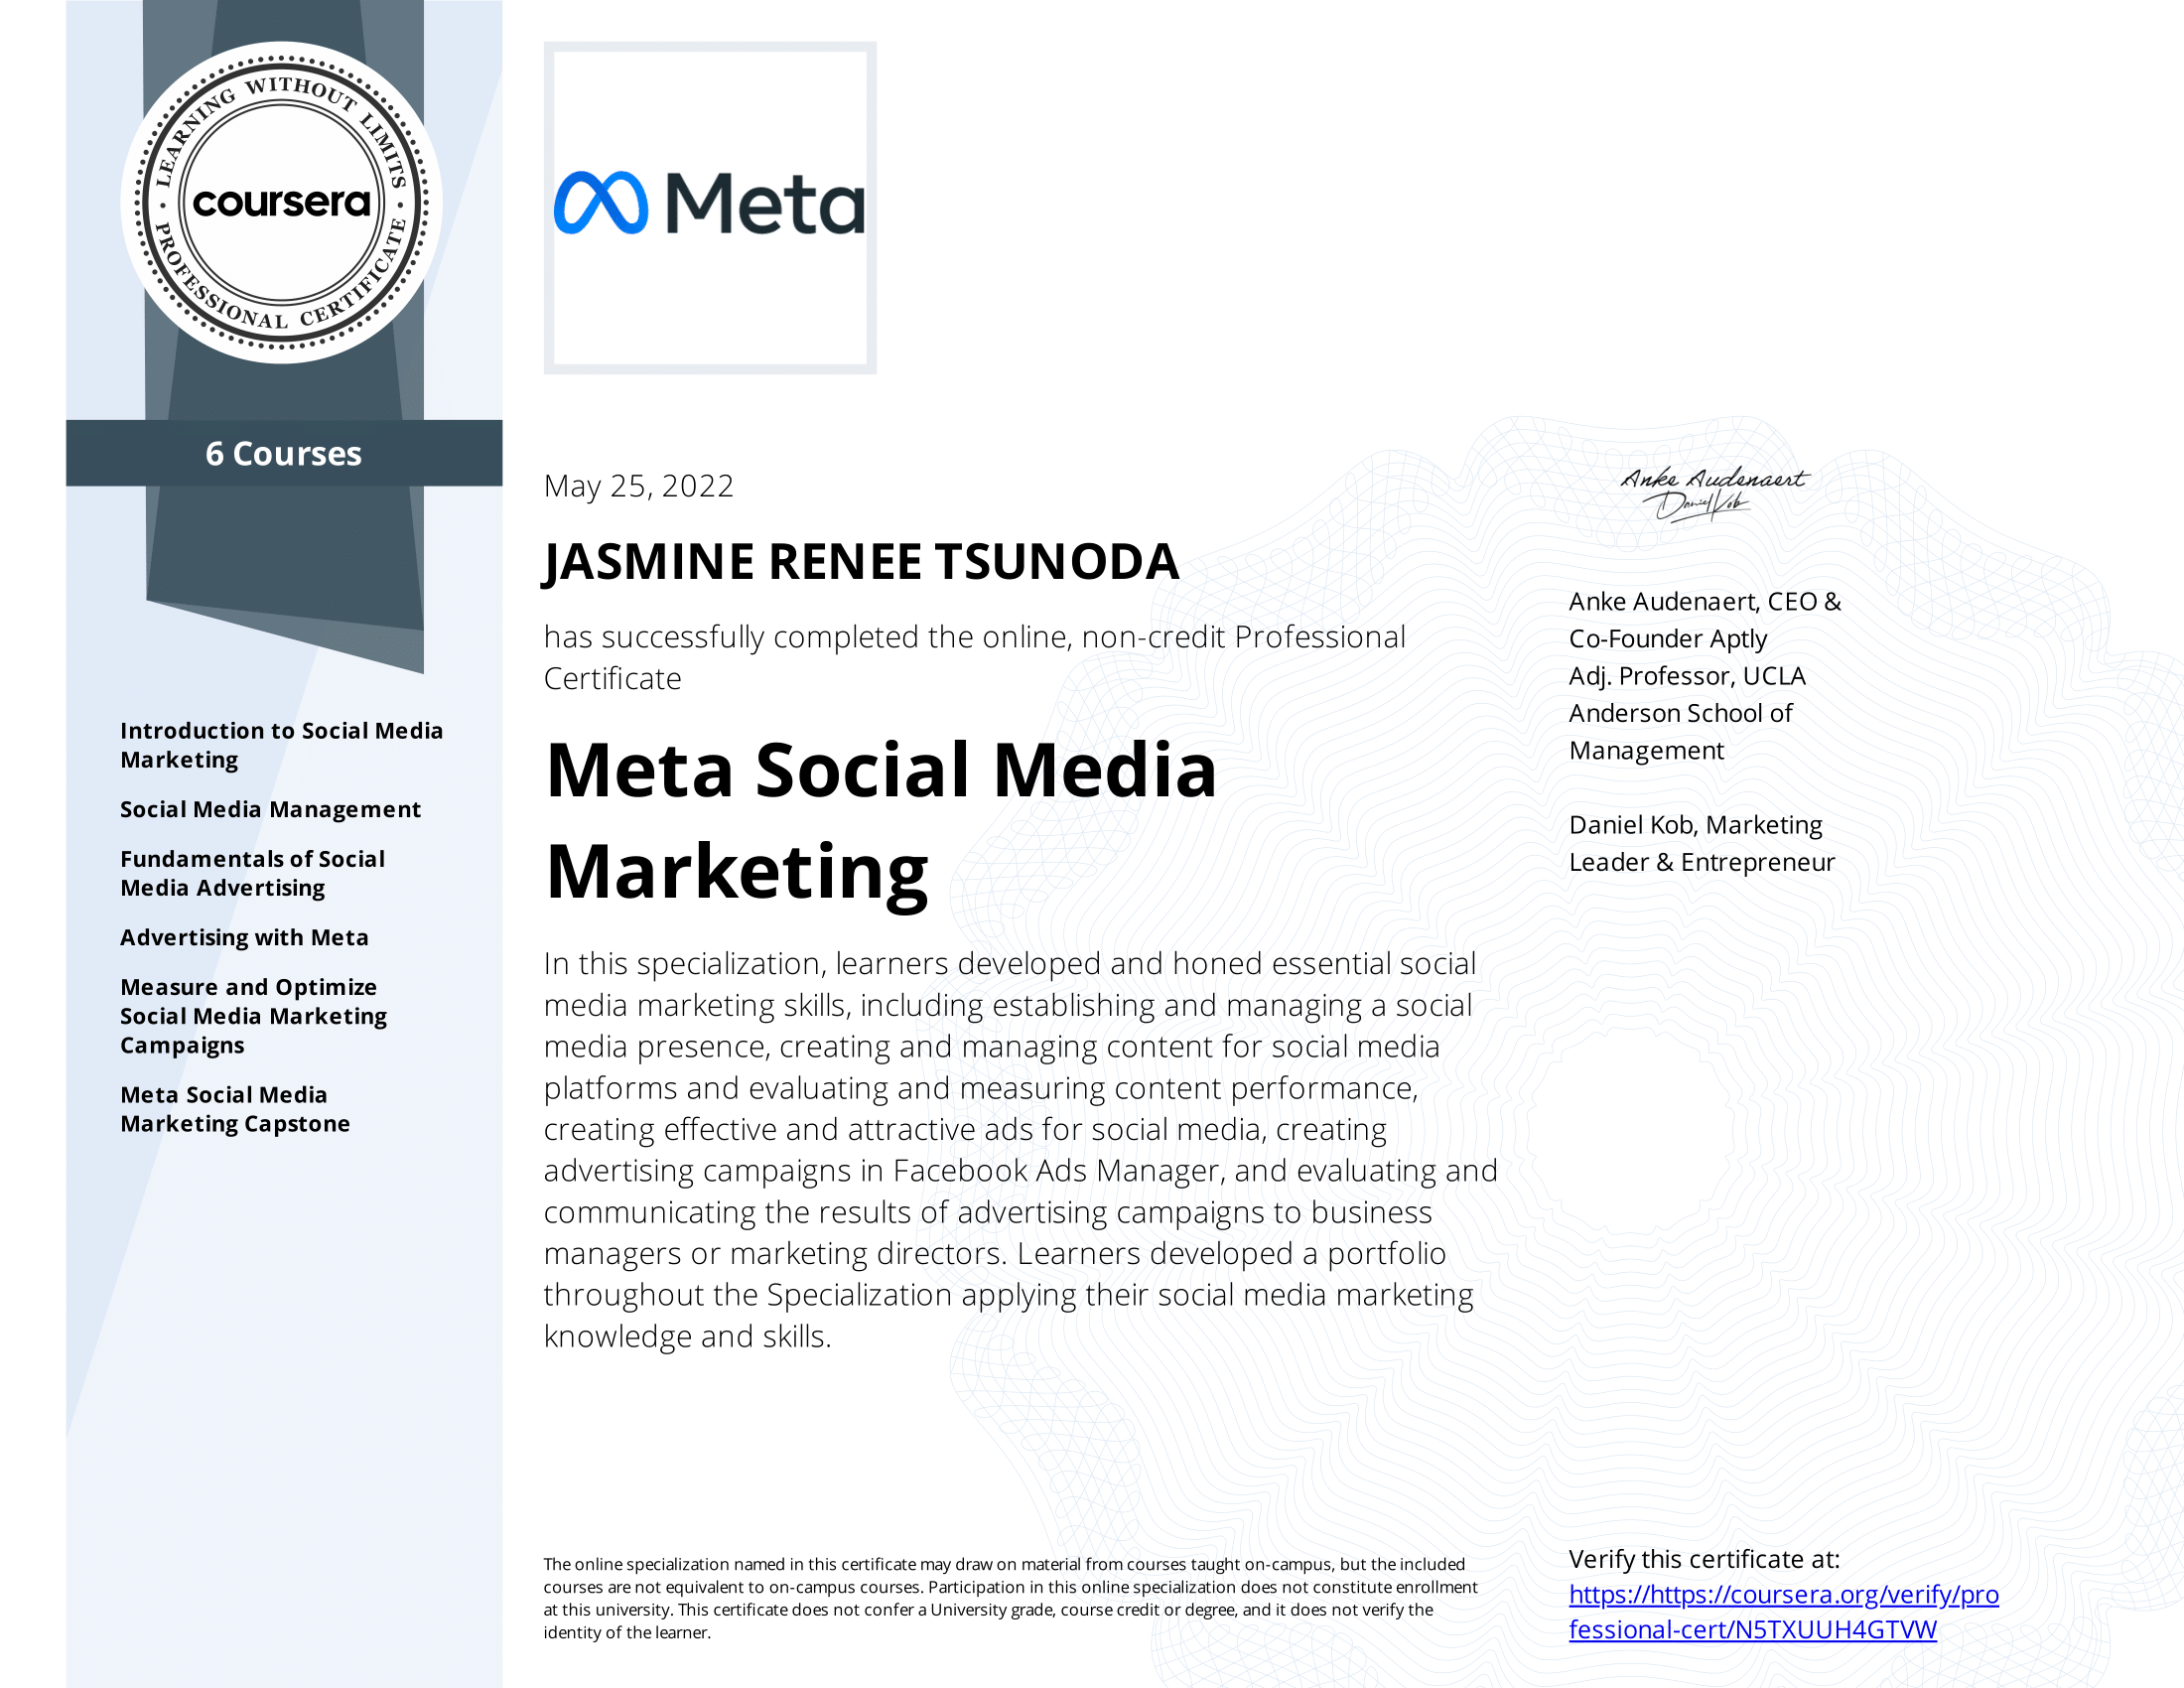 LEARNING WITHOUT LIMITS
coursera
PROFESSIONAL CERTIFICATE
6 Courses
Introduction to Social Media
Marketing
Social Media Management
Fundamentals of Social
Media Advertising
Advertising with Meta
Measure and Optimize
Social Media Marketing
Campaigns
Meta Social Media
Marketing Capstone
Meta
May 25, 2022
JASMINE RENEE TSUNODA
has successfully completed the online, non-credit Professional
Certificate
Meta Social Media
Marketing
In this specialization, learners developed and honed essential social
media marketing skills, including establishing and managing a social
media presence, creating and managing content for social media
platforms and evaluating and measuring content performance,
creating effective and attractive ads for social media, creating
advertising campaigns in Facebook Ads Manager, and evaluating and
communicating the results of advertising campaigns to business
managers or marketing directors. Learners developed a portfolio
throughout the Specialization applying their social media marketing
knowledge and skills.
The online specialization named in this certificate may draw on material from courses taught on-campus, but the included
courses are not equivalent to on-campus courses. Participation in this online specialization does not constitute enrollment
at this university. This certificate does not confer a University grade, course credit or degree, and it does not verify the
identity of the learner.
Anke Audenaert
Daniel Kob
Anke Audenaert, CEO &
Co-Founder Aptly
Adj. Professor, UCLA
Anderson School of
Management
Daniel Kob, Marketing
Leader & Entrepreneur
Verify this certificate at:
https://https://coursera.org/verify/pro
fessional-cert/N5TXUUH4GTVW